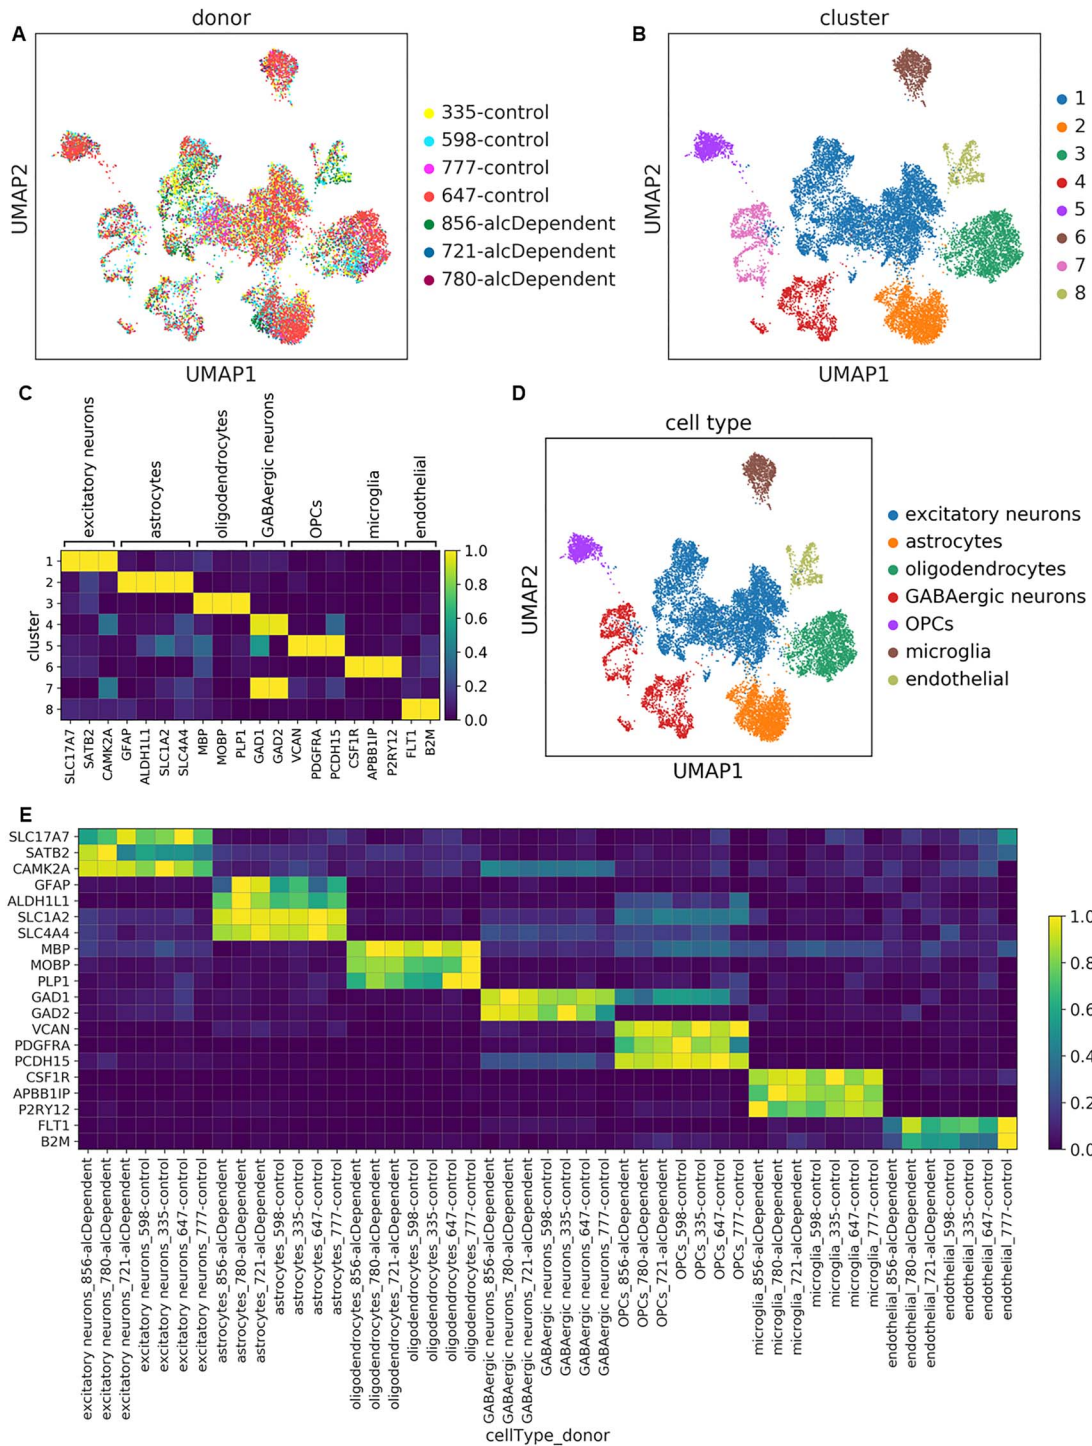 A
donor
UMAP2
UMAP1
335-control
598-control
777-control
647-control
856-alcDependent
721-alcDependent
780-alcDependent
B
cluster
UMAP2
UMAP1
1
2
3
4
5
6
7
8
C
excitatory neurons
astrocytes
oligodendrocytes
GABAergic neurons
OPCs
microglia
endothelial
cluster
1
2
3
4
5
6
7
8
SLC17A7
SATB2
CAMK2A
GFAP
ALDH1L1
SLC1A2
SLC4A4
MBP
MOBP
PLP1
GAD1
GAD2
VCAN
PDGFRA
PCDH15
CSF1R
APBB1IP
P2RY12
FLT1
B2M
1.0
0.8
0.6
0.4
0.2
0.0
D
cell type
UMAP2
UMAP1
excitatory neurons
astrocytes
oligodendrocytes
GABAergic neurons
OPCs
microglia
endothelial
E
SLC17A7
SATB2
CAMK2A
GFAP
ALDH1L1
SLC1A2
SLC4A4
MBP
MOBP
PLP1
GAD1
GAD2
VCAN
PDGFRA
PCDH15
CSF1R
APBB1IP
P2RY12
FLT1
B2M
excitatory neurons_856-alcDependent
excitatory neurons_780-alcDependent
excitatory neurons_721-alcDependent
excitatory neurons_598-control
excitatory neurons_335-control
excitatory neurons_647-control
excitatory neurons_777-control
astrocytes_856-alcDependent
astrocytes_780-alcDependent
astrocytes_721-alcDependent
astrocytes_598-control
astrocytes_335-control
astrocytes_647-control
astrocytes_777-control
oligodendrocytes_856-alcDependent
oligodendrocytes_780-alcDependent
oligodendrocytes_721-alcDependent
oligodendrocytes_598-control
oligodendrocytes_335-control
oligodendrocytes_647-control
oligodendrocytes_777-control
GABAergic neurons_856-alcDependent
GABAergic neurons_780-alcDependent
GABAergic neurons_721-alcDependent
GABAergic neurons_598-control
GABAergic neurons_335-control
GABAergic neurons_647-control
GABAergic neurons_777-control
OPCs_856-alcDependent
OPCs_780-alcDependent
OPCs_721-alcDependent
OPCs_598-control
OPCs_335-control
OPCs_647-control
OPCs_777-control
microglia_856-alcDependent
microglia_780-alcDependent
microglia_721-alcDependent
microglia_598-control
microglia_335-control
microglia_647-control
microglia_777-control
endothelial_856-alcDependent
endothelial_780-alcDependent
endothelial_721-alcDependent
endothelial_598-control
endothelial_335-control
endothelial_647-control
endothelial_777-control
cellType_donor
1.0
0.8
0.6
0.4
0.2
0.0